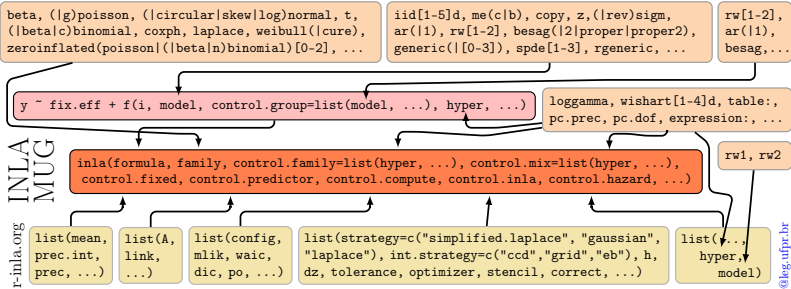 beta, (|g)poisson, (|circular|skew|log)normal, t,
(|beta|c)binomial, coxph, laplace, weibull(|cure),
zeroinflated(poisson|(|beta|n)binomial)[0-2], ...
iid[1-5]d, me(c|b), copy, z,(|rev)sigm,
ar(|1), rw[1-2], besag(|2|proper|proper2),
generic(|[0-3]), spde[1-3], rgeneric, ...
rw[1-2],
ar(|1),
besag,...
y ~ fix.eff + f(i, model, control.group=list(model, ...), hyper, ...)
loggamma, wishart[1-4]d, table:,
pc.prec, pc.dof, expression:, ...
rw1, rw2
INLA
MUG
inla(formula, family, control.family=list(hyper, ...), control.mix=list(hyper, ...),
control.fixed, control.predictor, control.compute, control.inla, control.hazard, ...)
r-inla.org
list(mean,
prec.int,
prec, ...)
list(A,
link,
...)
list(config,
mlik, waic,
dic, po, ...)
list(strategy=c("simplified.laplace", "gaussian",
"laplace"), int.strategy=c("ccd","grid","eb"), h,
dz, tolerance, optimizer, stencil, correct, ...)
list(...,
hyper,
model)
@leg.ufpr.br